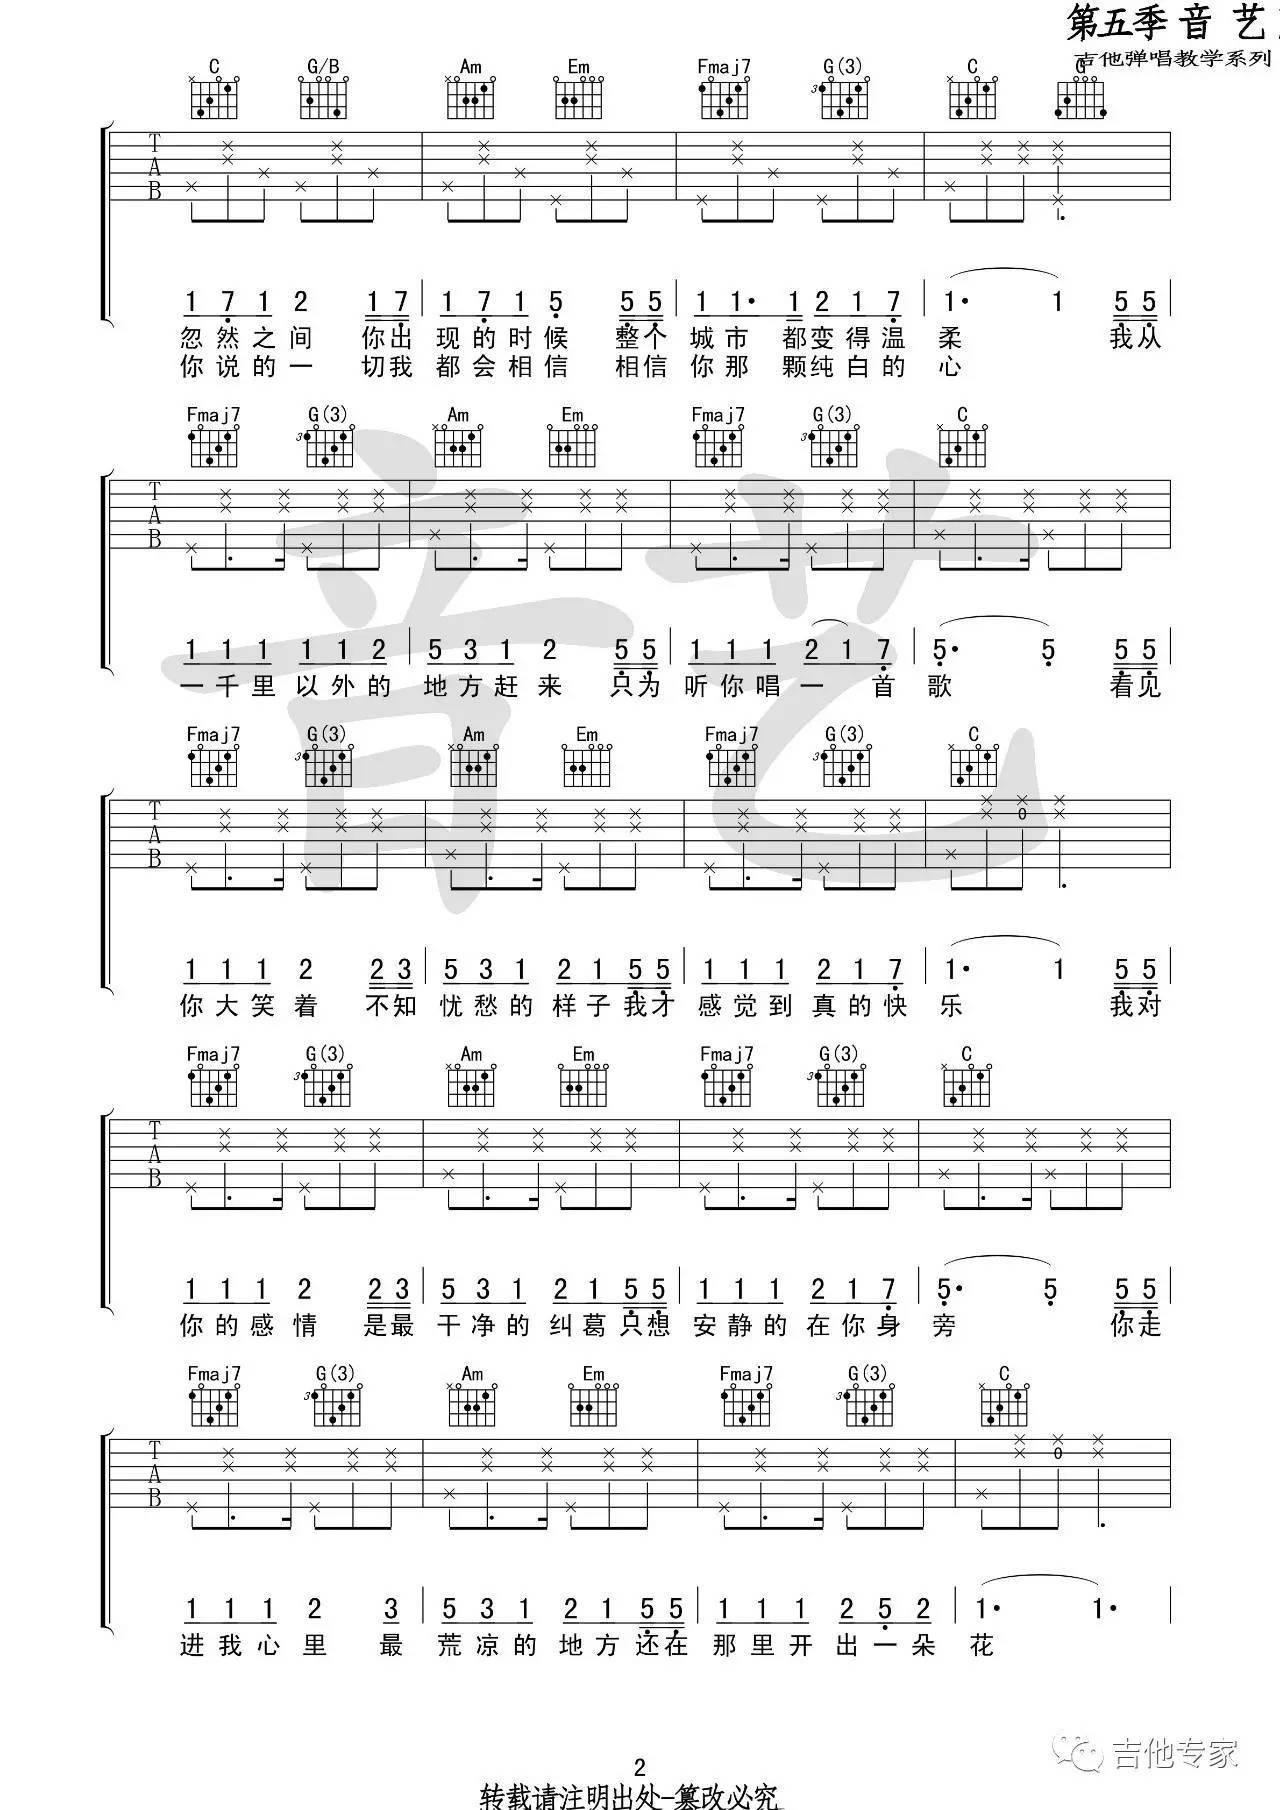 第五季 音 艺
吉他弹唱教学系列
C G/B Am Em Fmaj7 G(3) C G
3
T
A
B
1 7 1 2 1 7 1 7 1 5 5 5 1 1· 1 2 1 7 1· 1 5 5
忽 然 之 间 你 出 现 的 时 候 整 个 城 市 都 变 得 温 柔 我 从
你 说 的 一 切 我 都 会 相 信 相 信 你 那 颗 纯 白 的 心
Fmaj7 G(3) Am Em Fmaj7 G(3) C
3 3
T
A
B
1 1 1 1 1 2 5 3 1 2 5 5 1 1 1 2 1 7 5· 5 5 5
一 千 里 以 外 的 地 方 赶 来 只 为 听 你 唱 一 首 歌 看 见
Fmaj7 G(3) Am Em Fmaj7 G(3) C
3 3
T
A
B
0
1 1 1 2 2 3 5 3 1 2 1 5 5 1 1 1 2 1 7 1· 1 5 5
你 大 笑 着 不 知 忧 愁 的 样 子 我 才 感 觉 到 真 的 快 乐 我 对
Fmaj7 G(3) Am Em Fmaj7 G(3) C
3 3
T
A
B
1 1 1 2 2 3 5 3 1 2 1 5 5 1 1 1 2 1 7 5· 5 5 5
你 的 感 情 是 最 干 净 的 纠 葛 只 想 安 静 的 在 你 身 旁 你 走
Fmaj7 G(3) Am Em Fmaj7 G(3) C
3 3
T
A
B
0
1 1 1 2 3 5 3 1 2 1 5 5 1 1 1 2 5 2 1· 1·
进 我 心 里 最 荒 凉 的 地 方 还 在 那 里 开 出 一 朵 花
音 艺
吉他专家
2
转载请注明出处-篡改必究